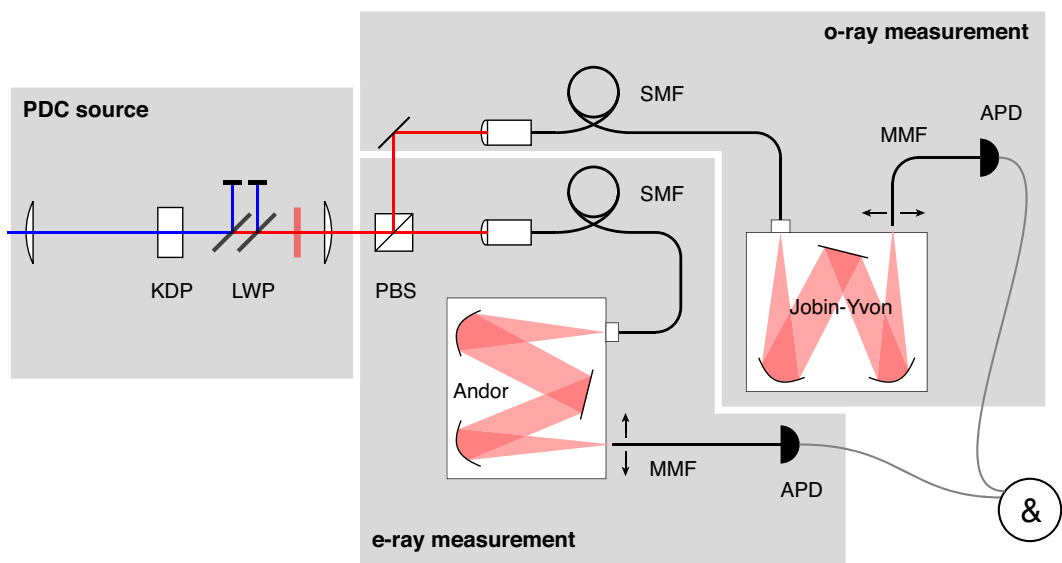 o-ray measurement
PDC source
SMF
APD
MMF
SMF
KDP
LWP
PBS
Jobin-Yvon
Andor
MMF
APD
&
e-ray measurement